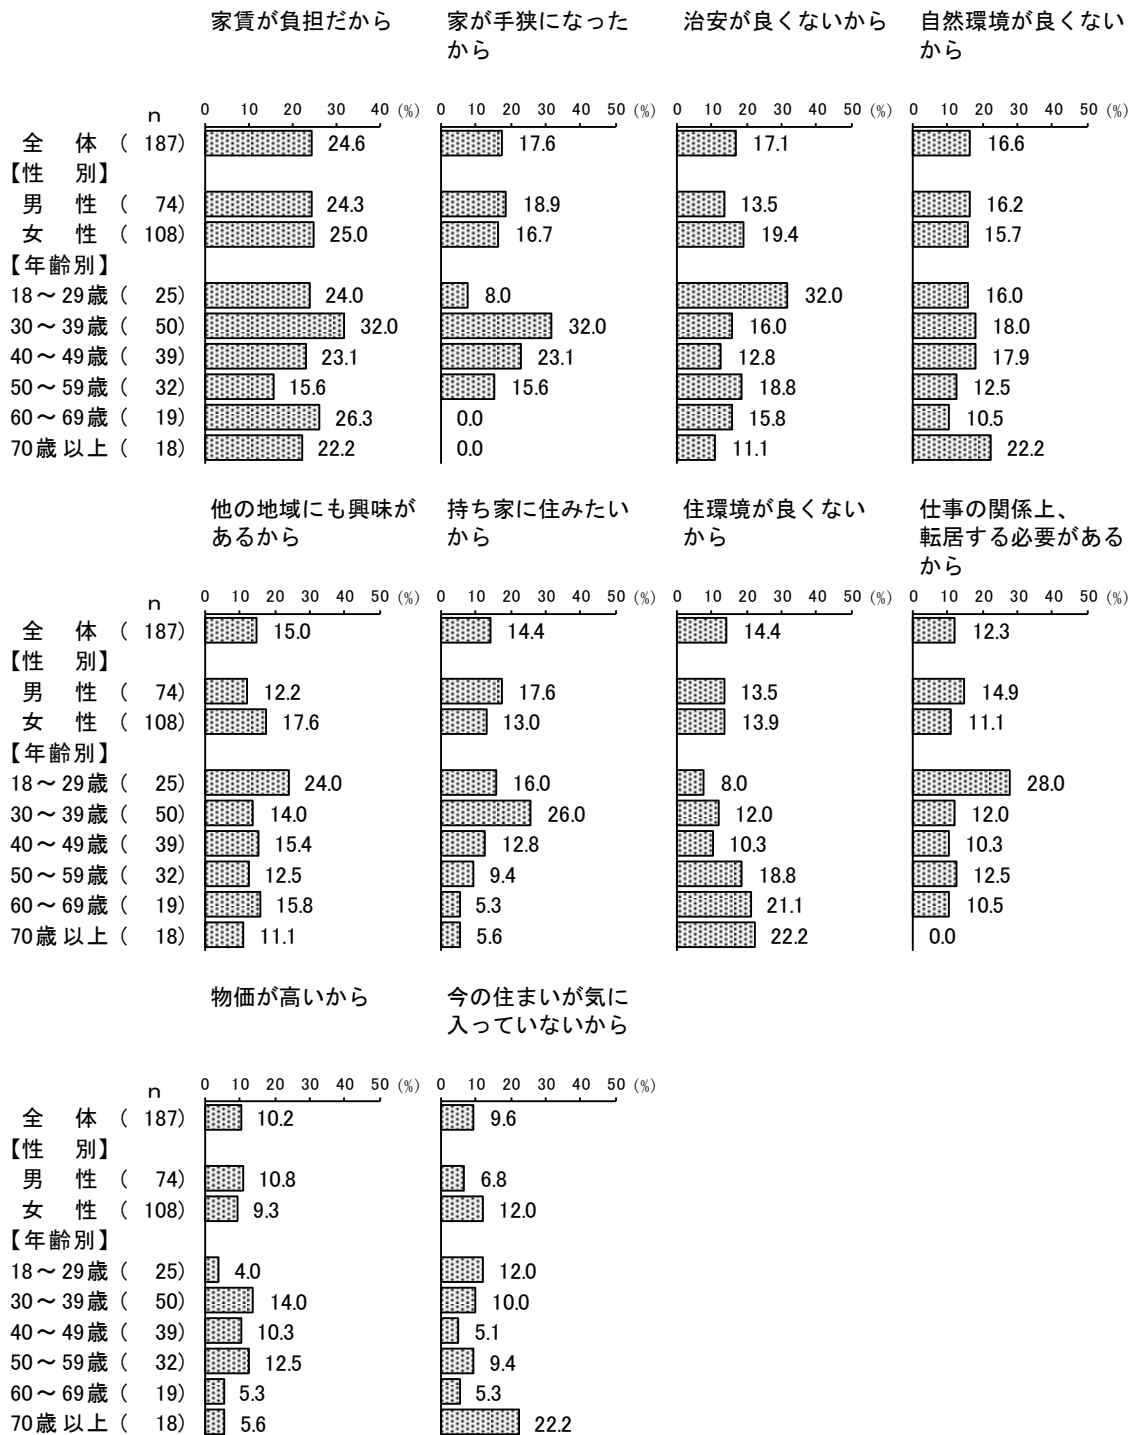 家賃が負担だから 家が手狭になった 治安が良くないから 自然環境が良くない
から から
n 0 10 20 30 40 (%) 0 10 20 30 40 50 (%) 0 10 20 30 40 50 (%) 0 10 20 30 40 50 (%)
全 体 ( 187) 24.6 17.6 17.1 16.6
【性 別】
男 性 ( 74) 24.3 18.9 13.5 16.2
女 性 ( 108) 25.0 16.7 19.4 15.7
【年齢別】
18～29歳 ( 25) 24.0 8.0 32.0 16.0
30～39歳 ( 50) 32.0 32.0 16.0 18.0
40～49歳 ( 39) 23.1 23.1 12.8 17.9
50～59歳 ( 32) 15.6 15.6 18.8 12.5
60～69歳 ( 19) 26.3 0.0 15.8 10.5
70歳以上 ( 18) 22.2 0.0 11.1 22.2
他の地域にも興味が 持ち家に住みたい 住環境が良くない 仕事の関係上、
あるから から から 転居する必要がある
から
n 0 10 20 30 40 50 (%) 0 10 20 30 40 50 (%) 0 10 20 30 40 50 (%) 0 10 20 30 40 50 (%)
全 体 ( 187) 15.0 14.4 14.4 12.3
【性 別】
男 性 ( 74) 12.2 17.6 13.5 14.9
女 性 ( 108) 17.6 13.0 13.9 11.1
【年齢別】
18～29歳 ( 25) 24.0 16.0 8.0 28.0
30～39歳 ( 50) 14.0 26.0 12.0 12.0
40～49歳 ( 39) 15.4 12.8 10.3 10.3
50～59歳 ( 32) 12.5 9.4 18.8 12.5
60～69歳 ( 19) 15.8 5.3 21.1 10.5
70歳以上 ( 18) 11.1 5.6 22.2 0.0
物価が高いから 今の住まいが気に
入っていないから
n 0 10 20 30 40 50 (%) 0 10 20 30 40 50 (%)
全 体 ( 187) 10.2 9.6
【性 別】
男 性 ( 74) 10.8 6.8
女 性 ( 108) 9.3 12.0
【年齢別】
18～29歳 ( 25) 4.0 12.0
30～39歳 ( 50) 14.0 10.0
40～49歳 ( 39) 10.3 5.1
50～59歳 ( 32) 12.5 9.4
60～69歳 ( 19) 5.3 5.3
70歳以上 ( 18) 5.6 22.2